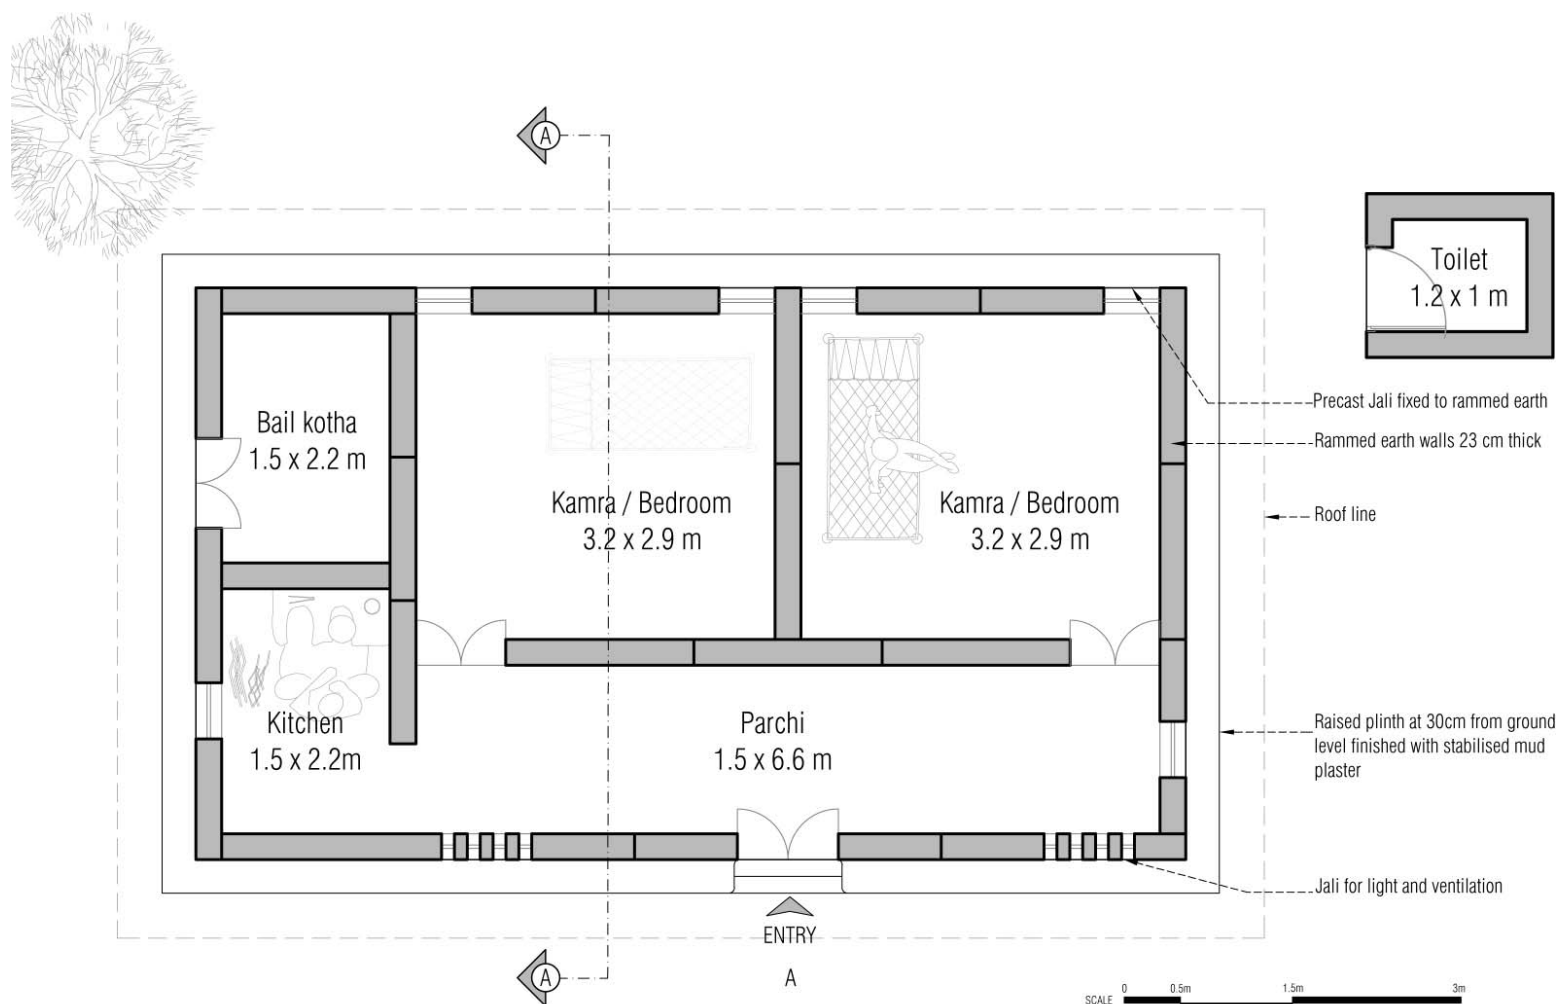 A
Toilet
1.2 x 1 m
Precast Jali fixed to rammed earth
Rammed earth walls 23 cm thick
Bail kotha
1.5 x 2.2 m
Kamra / Bedroom
3.2 x 2.9 m
Kamra / Bedroom
3.2 x 2.9 m
Roof line
Kitchen
1.5 x 2.2m
Parchi
1.5 x 6.6 m
Raised plinth at 30cm from ground
level finished with stabilised mud
plaster
Jali for light and ventilation
ENTRY
A
A
SCALE 0 0.5m 1.5m 3m